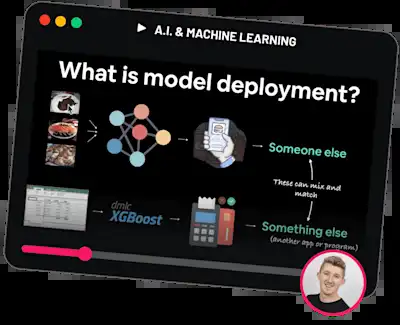 A.I. & MACHINE LEARNING
What is model deployment?
Someone else
These can mix and
match
dmlc
XGBoost
Something else
(another app or program)